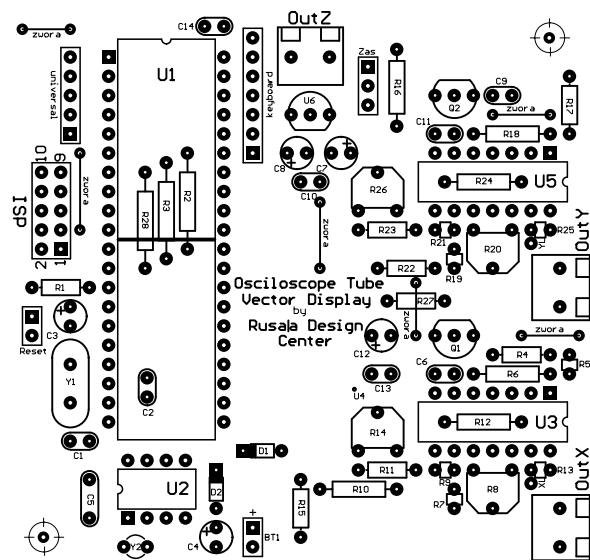 C14
OutZ
zuora
Zas
universal
U1
keyboard
R16
U6
Q2
C9
R17
zuora
C11
R18
10
9
ISP
2
1
zuora
C8
C7
C10
R28
R3
R2
R26
R24
U5
zuora
R23
R21
R25
OutY
R20
R19
R22
R1
Osciloscope Tube
Vector Display
by
Rusala Design
Center
R27
zuora
C3
Reset
C12
Q1
zuora
R4
R5
R6
Y1
C2
C13
C6
U4
R14
R12
U3
C1
D1
R11
R9
R13
OutX
R10
R8
R7
C5
U2
D2
R15
Y2
C4
BT1